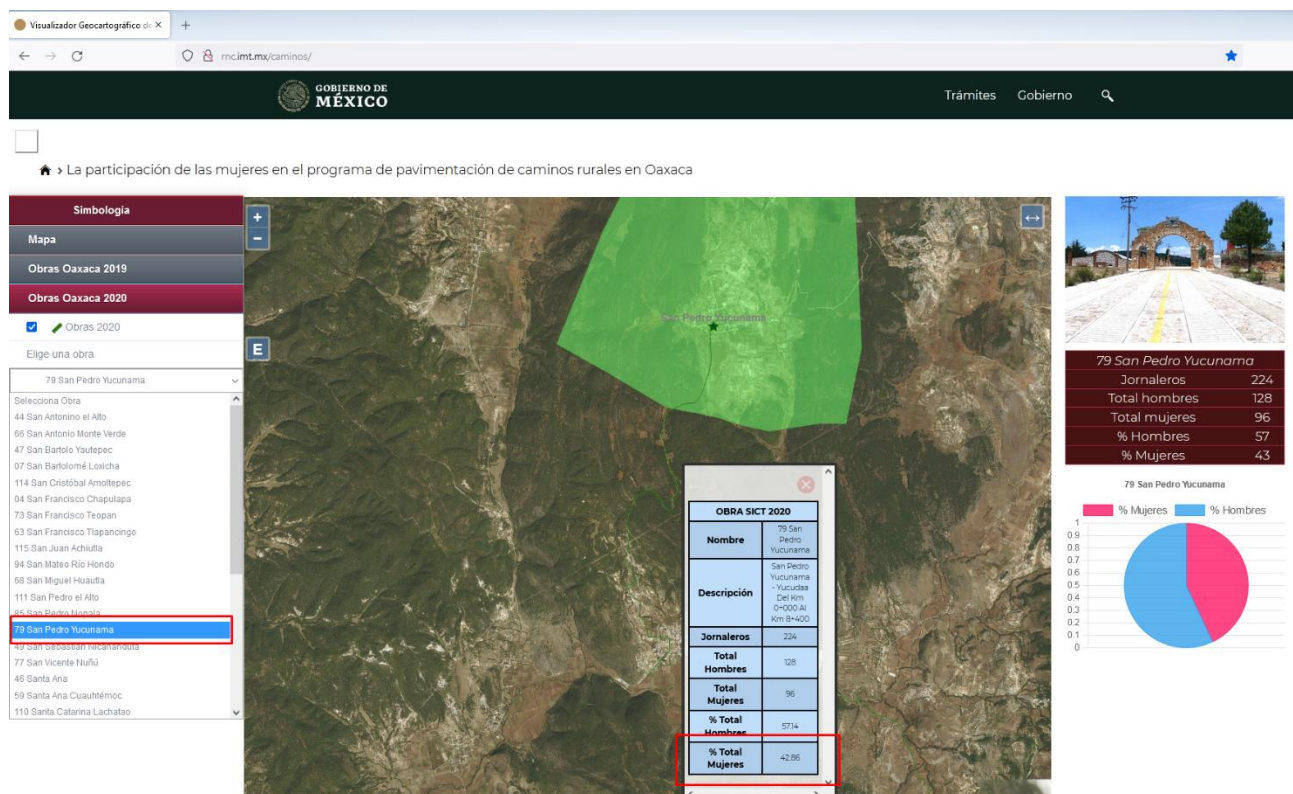 Visualizador Geocartográfico de
rnc.imt.mx/caminos/
GOBIERNO DE
MÉXICO
Trámites Gobierno
La participación de las mujeres en el programa de pavimentación de caminos rurales en Oaxaca
Simbología
Mapa
Obras Oaxaca 2019
Obras Oaxaca 2020
Obras 2020
Elige una obra
79 San Pedro Yucunama
Selecciona Obra
44 San Antonino el Alto
66 San Antonio Monte Verde
47 San Bartolo Yautepec
07 San Bartolomé Loxicha
114 San Cristóbal Amoltepec
04 San Francisco Chapulapa
73 San Francisco Teopan
63 San Francisco Tlapancingo
115 San Juan Achiutla
94 San Mateo Río Hondo
68 San Miguel Huautla
111 San Pedro el Alto
85 San Pedro Nopala
79 San Pedro Yucunama
49 San Sebastián Nicananduta
77 San Vicente Nuñú
46 Santa Ana
59 Santa Ana Cuauhtémoc
110 Santa Catarina Lachatao
+
-
E
San Pedro Yucunama
OBRA SICT 2020
Nombre
79 San
Pedro
Yucunama
Descripción
San Pedro
Yucunama
- Yucudaa
Del Km
0+000 Al
Km 8+400
Jornaleros 224
Total
Hombres
128
Total
Mujeres
96
% Total
Hombres
57.14
% Total
Mujeres
42.86
79 San Pedro Yucunama
Jornaleros 224
Total hombres 128
Total mujeres 96
% Hombres 57
% Mujeres 43
79 San Pedro Yucunama
% Mujeres % Hombres
1
0.9
0.8
0.7
0.6
0.5
0.4
0.3
0.2
0.1
0